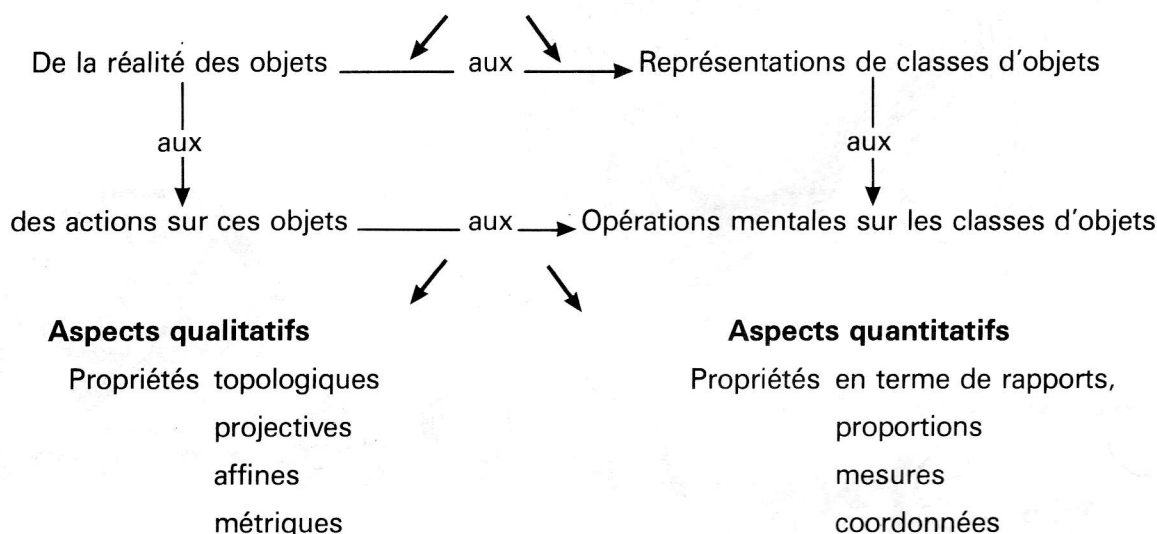 De la réalité des objets aux Représentations de classes d'objets
aux aux
des actions sur ces objets aux Opérations mentales sur les classes d'objets
Aspects qualitatifs Aspects quantitatifs
Propriétés topologiques Propriétés en terme de rapports,
projectives proportions
affines mesures
métriques coordonnées